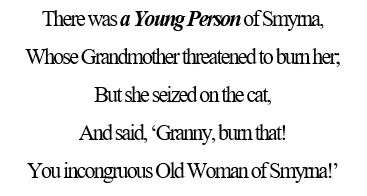 There was a Young Person of Smyrna,
Whose Grandmother threatened to burn her;
But she seized on the cat,
And said, ‘Granny, burn that!
You incongruous Old Woman of Smyrna!’